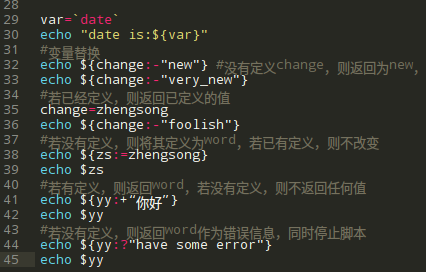 28
29 var=`date`
30 echo "date is:${var}"
31 #变量替换
32 echo ${change:-"new"} #没有定义change，则返回为new,
33 echo ${change:-"very_new"}
34 #若已经定义，则返回已定义的值
35 change=zhengsong
36 echo ${change:-"foolish"}
37 #若没有定义，则将其定义为word，若已有定义，则不改变
38 echo ${zs:=zhengsong}
39 echo $zs
40 #若有定义，则返回word，若没有定义，则不返回任何值
41 echo ${yy:+“你好”}
42 echo $yy
43 #若没有定义，则返回word作为错误信息，同时停止脚本
44 echo ${yy:?"have some error"}
45 echo $yy